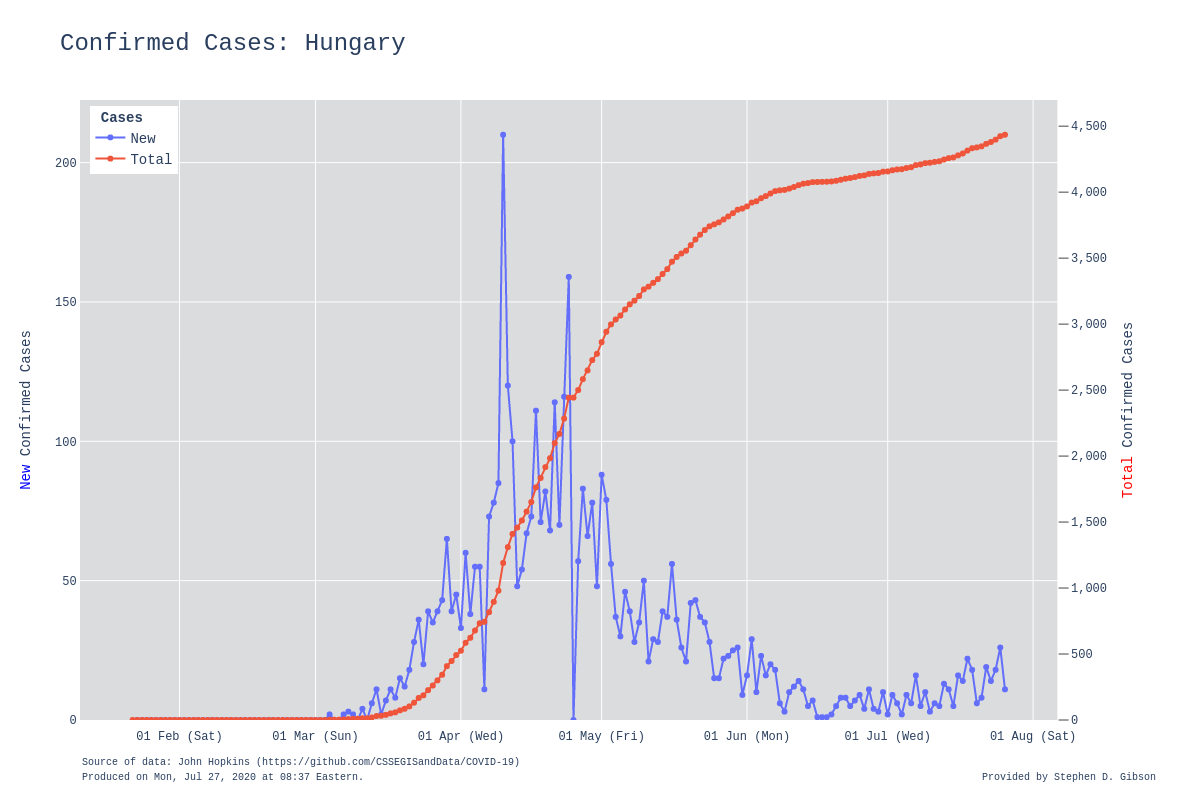 Confirmed Cases: Hungary
Cases
New
Total
200
150
100
50
0
4,500
4,000
3,500
3,000
2,500
2,000
1,500
1,000
500
0
New Confirmed Cases
Total Confirmed Cases
01 Feb (Sat)
01 Mar (Sun)
01 Apr (Wed)
01 May (Fri)
01 Jun (Mon)
01 Jul (Wed)
01 Aug (Sat)
Source of data: John Hopkins (https://github.com/CSSEGISandData/COVID-19)
Produced on Mon, Jul 27, 2020 at 08:37 Eastern.
Provided by Stephen D. Gibson